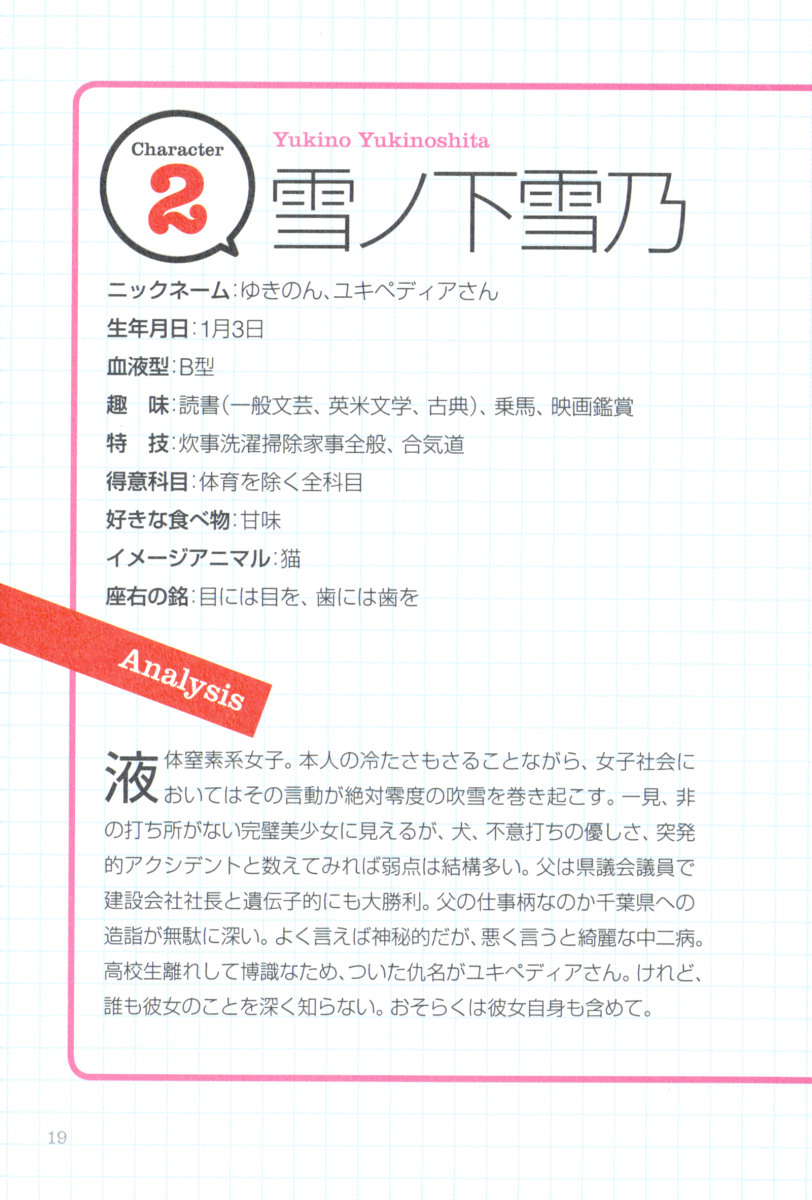 Character
2
Yukino Yukinoshita
雪ノ下雪乃
ニックネーム:ゆきのん、ユキペディアさん
生年月日:1月3日
血液型:B型
趣　味:読書(一般文芸、英米文学、古典)、乗馬、映画鑑賞
特　技:炊事洗濯掃除家事全般、合気道
得意科目:体育を除く全科目
好きな食べ物:甘味
イメージアニマル:猫
座右の銘:目には目を、歯には歯を
Analysis
液体窒素系女子。本人の冷たさもさることながら、女子社会に
おいてはその言動が絶対零度の吹雪を巻き起こす。一見、非
の打ち所がない完璧美少女に見えるが、犬、不意打ちの優しさ、突発
的アクシデントと数えてみれば弱点は結構多い。父は県議会議員で
建設会社社長と遺伝子的にも大勝利。父の仕事柄なのか千葉県への
造詣が無駄に深い。よく言えば神秘的だが、悪く言うと綺麗な中二病。
高校生離れして博識なため、ついた仇名がユキペディアさん。けれど、
誰も彼女のことを深く知らない。おそらくは彼女自身も含めて。
19